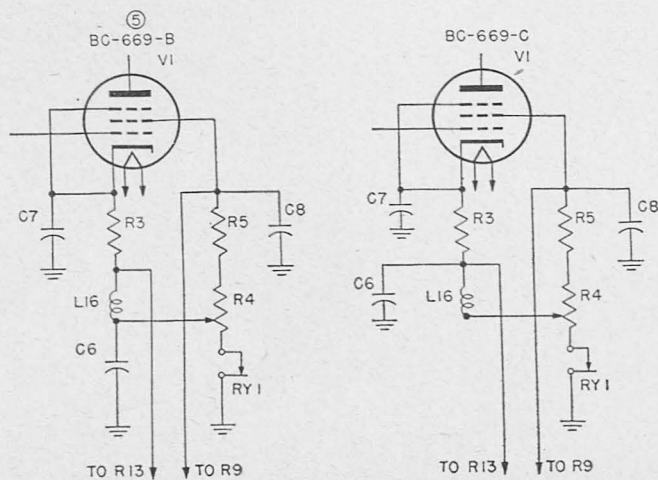 ⑤
BC-669-B
V1
C7
R3
R5
C8
L16
R4
C6
RY1
TO R13
TO R9
BC-669-C
V1
C7
R3
R5
C8
C6
L16
R4
RY1
TO R13
TO R9